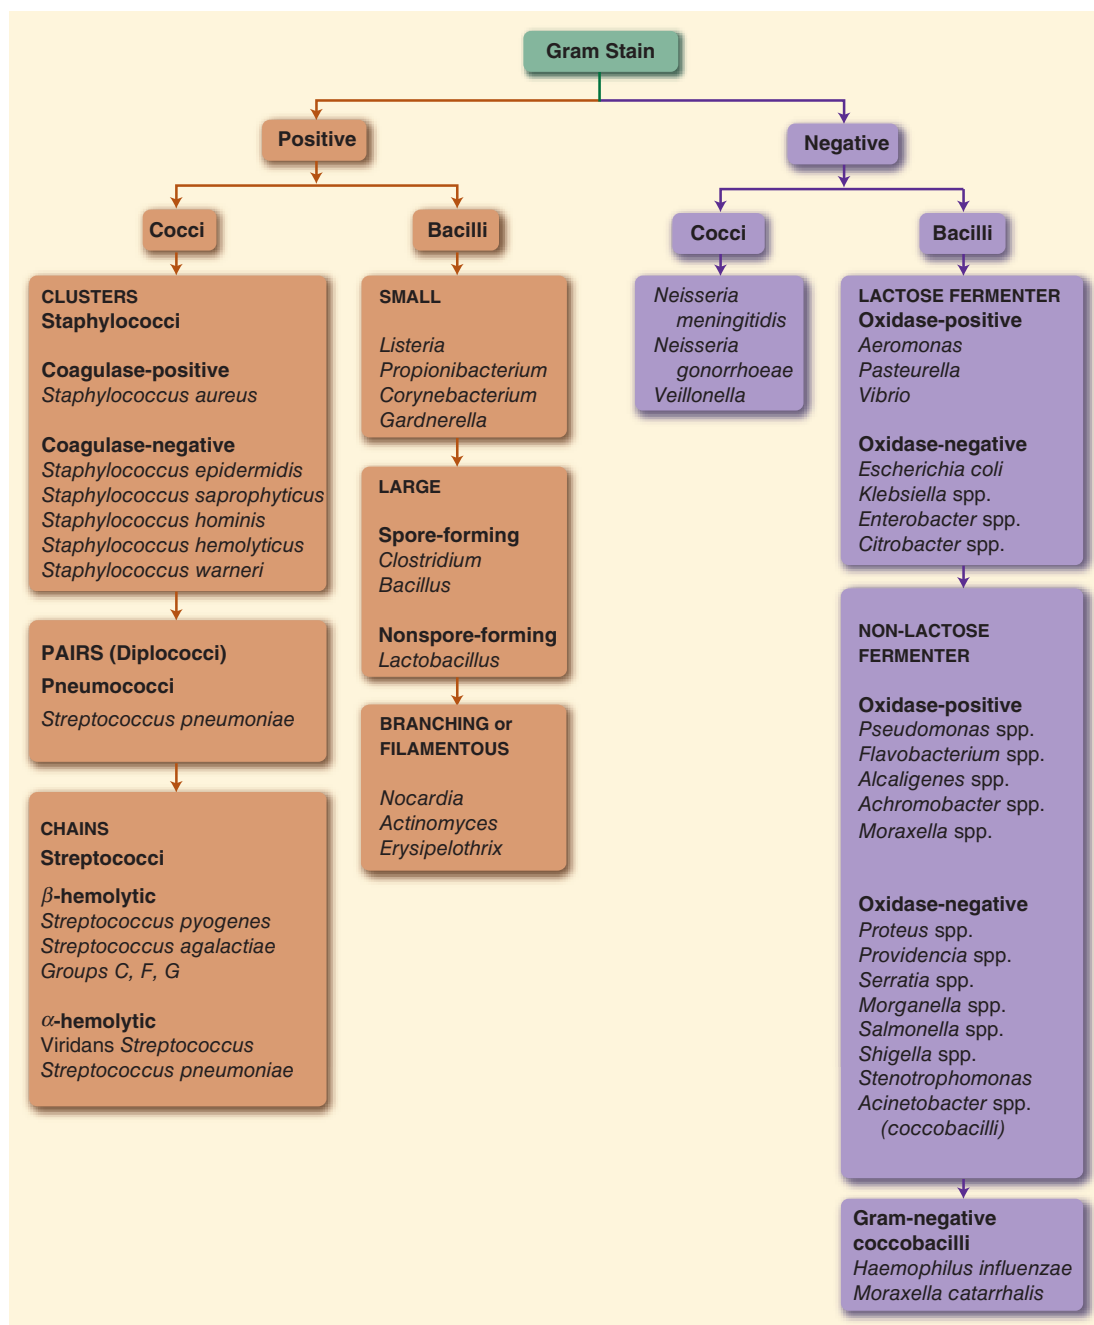 Gram Stain
Positive
Negative
Cocci
Bacilli
Cocci
Bacilli
CLUSTERS
Staphylococci
Coagulase-positive
Staphylococcus aureus
Coagulase-negative
Staphylococcus epidermidis
Staphylococcus saprophyticus
Staphylococcus hominis
Staphylococcus hemolyticus
Staphylococcus warneri
PAIRS (Diplococci)
Pneumococci
Streptococcus pneumoniae
CHAINS
Streptococci
β-hemolytic
Streptococcus pyogenes
Streptococcus agalactiae
Groups C, F, G
α-hemolytic
Viridans Streptococcus
Streptococcus pneumoniae
SMALL
Listeria
Propionibacterium
Corynebacterium
Gardnerella
LARGE
Spore-forming
Clostridium
Bacillus
Nonspore-forming
Lactobacillus
BRANCHING or
FILAMENTOUS
Nocardia
Actinomyces
Erysipelothrix
Neisseria
meningitidis
Neisseria
gonorrhoeae
Veillonella
LACTOSE FERMENTER
Oxidase-positive
Aeromonas
Pasteurella
Vibrio
Oxidase-negative
Escherichia coli
Klebsiella spp.
Enterobacter spp.
Citrobacter spp.
NON-LACTOSE
FERMENTER
Oxidase-positive
Pseudomonas spp.
Flavobacterium spp.
Alcaligenes spp.
Achromobacter spp.
Moraxella spp.
Oxidase-negative
Proteus spp.
Providencia spp.
Serratia spp.
Morganella spp.
Salmonella spp.
Shigella spp.
Stenotrophomonas
Acinetobacter spp.
(coccobacilli)
Gram-negative
coccobacilli
Haemophilus influenzae
Moraxella catarrhalis